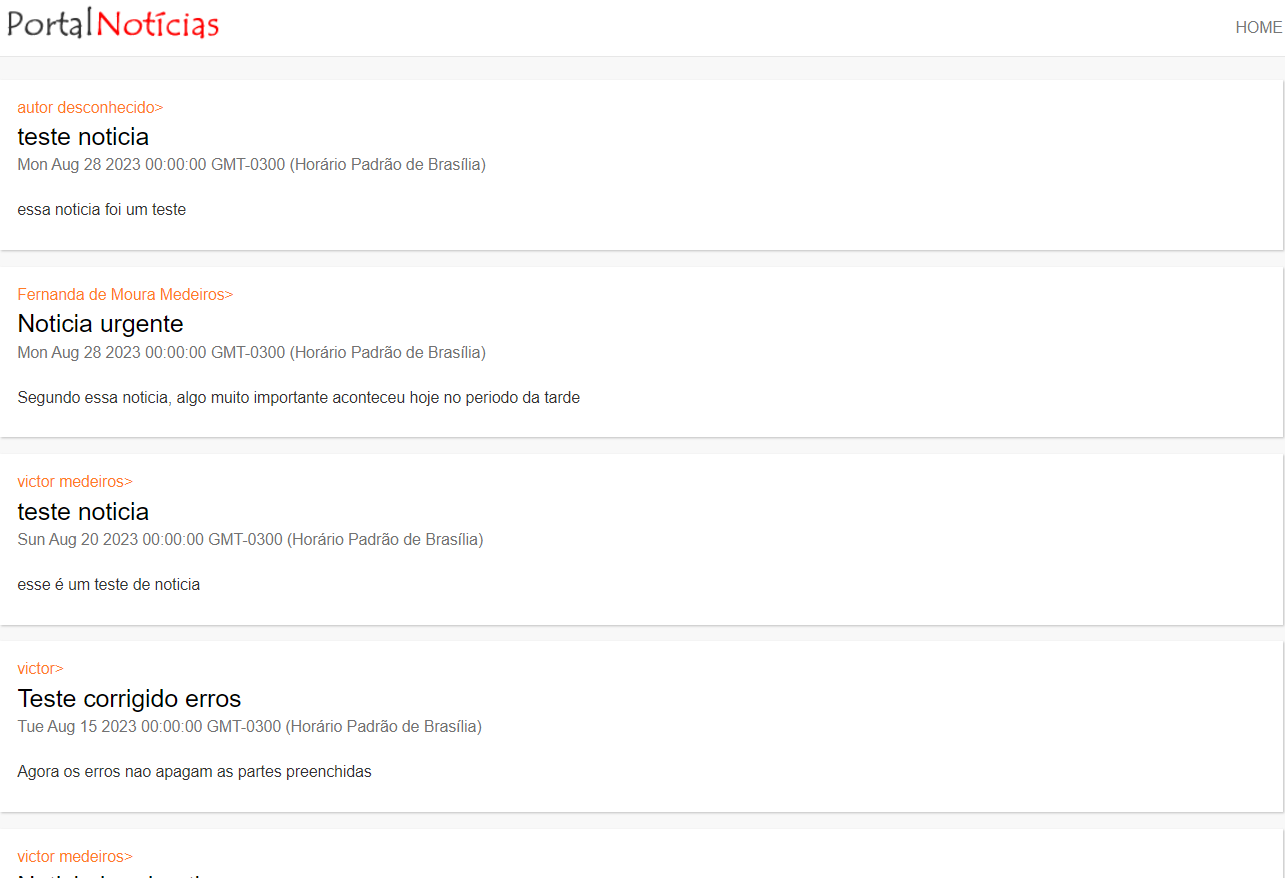 PortalNotícias
HOME
autor desconhecido>
teste noticia
Mon Aug 28 2023 00:00:00 GMT-0300 (Horário Padrão de Brasília)
essa noticia foi um teste
Fernanda de Moura Medeiros>
Noticia urgente
Mon Aug 28 2023 00:00:00 GMT-0300 (Horário Padrão de Brasília)
Segundo essa noticia, algo muito importante aconteceu hoje no periodo da tarde
victor medeiros>
teste noticia
Sun Aug 20 2023 00:00:00 GMT-0300 (Horário Padrão de Brasília)
esse é um teste de noticia
victor>
Teste corrigido erros
Tue Aug 15 2023 00:00:00 GMT-0300 (Horário Padrão de Brasília)
Agora os erros nao apagam as partes preenchidas
victor medeiros>